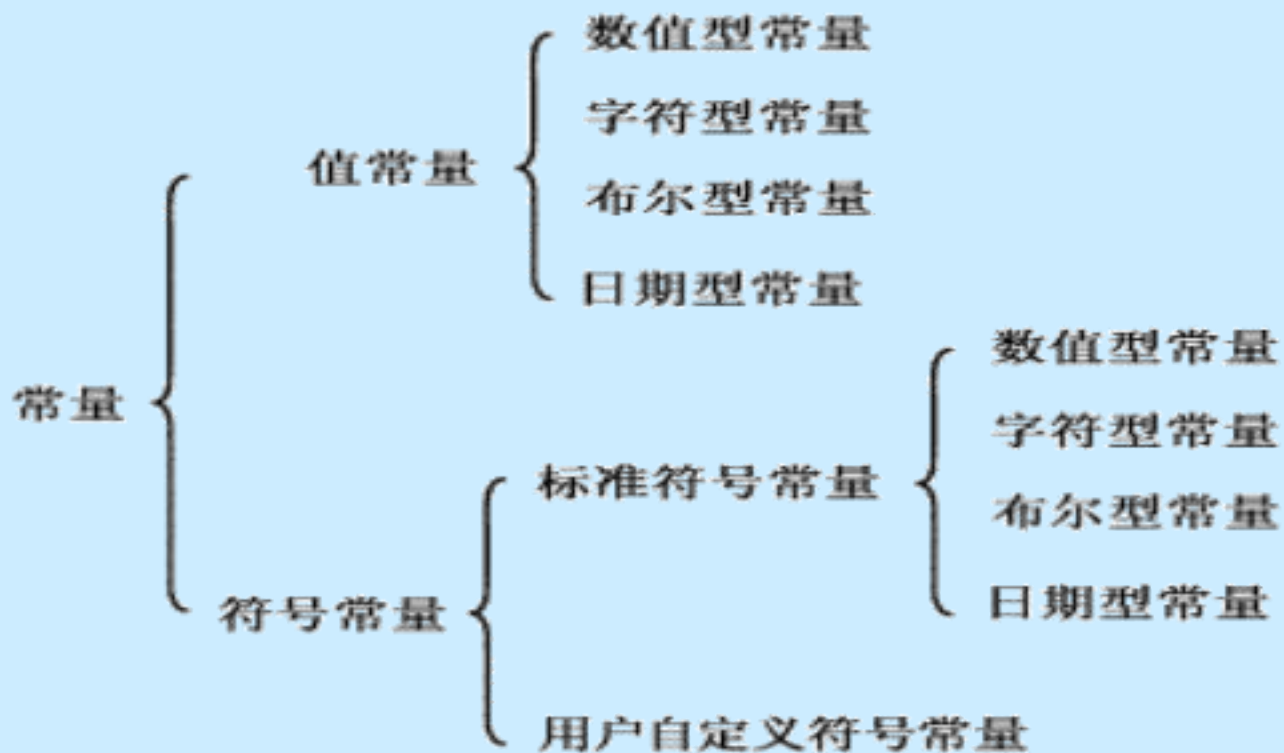 数值型常量
字符型常量
值常量
布尔型常量
日期型常量
数值型常量
常量
字符型常量
标准符号常量
布尔型常量
日期型常量
符号常量
用户自定义符号常量